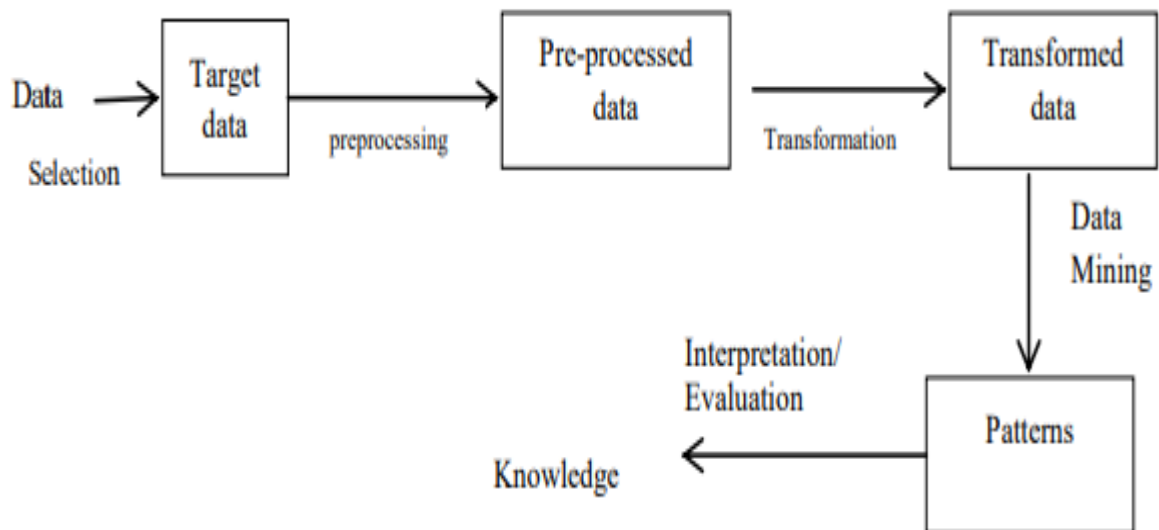 Data
Selection
Target
data
preprocessing
Pre-processed
data
Transformation
Transformed
data
Data
Mining
Patterns
Interpretation/
Evaluation
Knowledge